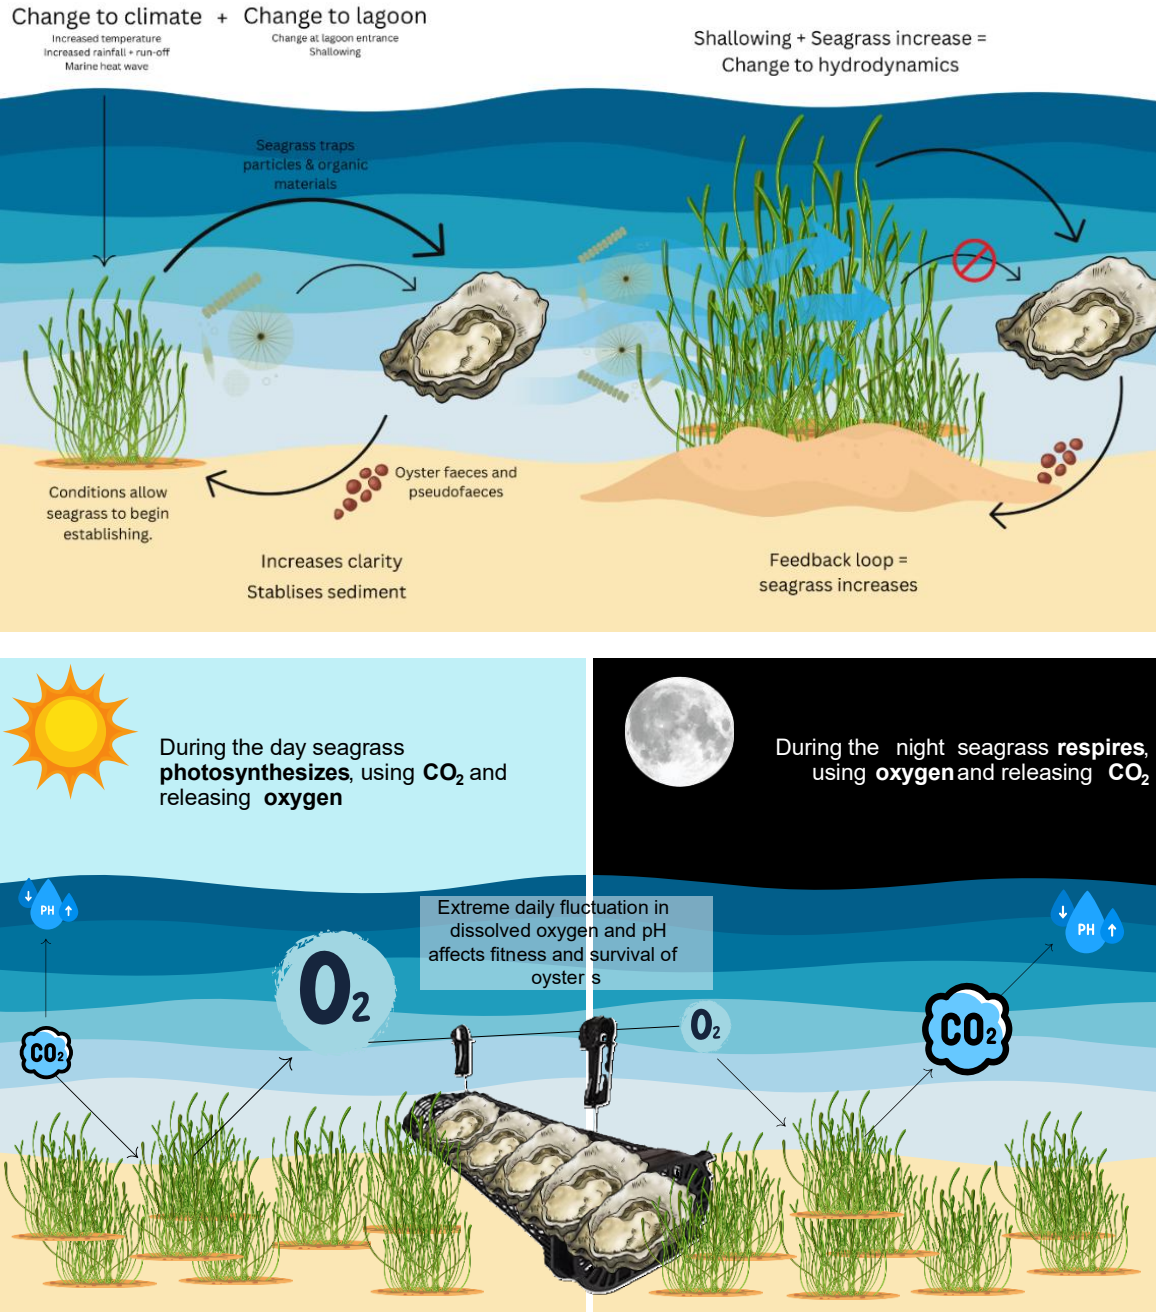 Change to climate + Change to lagoon
Increased temperature
Increased rainfall + run-off
Marine heat wave
Change at lagoon entrance
Shallowing
Shallowing + Seagrass increase =
Change to hydrodynamics
Seagrass traps
particles & organic
materials
Conditions allow
seagrass to begin
establishing.
Oyster faeces and
pseudofaeces
Increases clarity
Stablises sediment
Feedback loop =
seagrass increases
During the day seagrass
photosynthesizes, using CO₂ and
releasing oxygen
During the night seagrass respires,
using oxygen and releasing CO₂
PH
Extreme daily fluctuation in
dissolved oxygen and pH
affects fitness and survival of
oyster s
PH
O₂
CO₂
O₂
CO₂